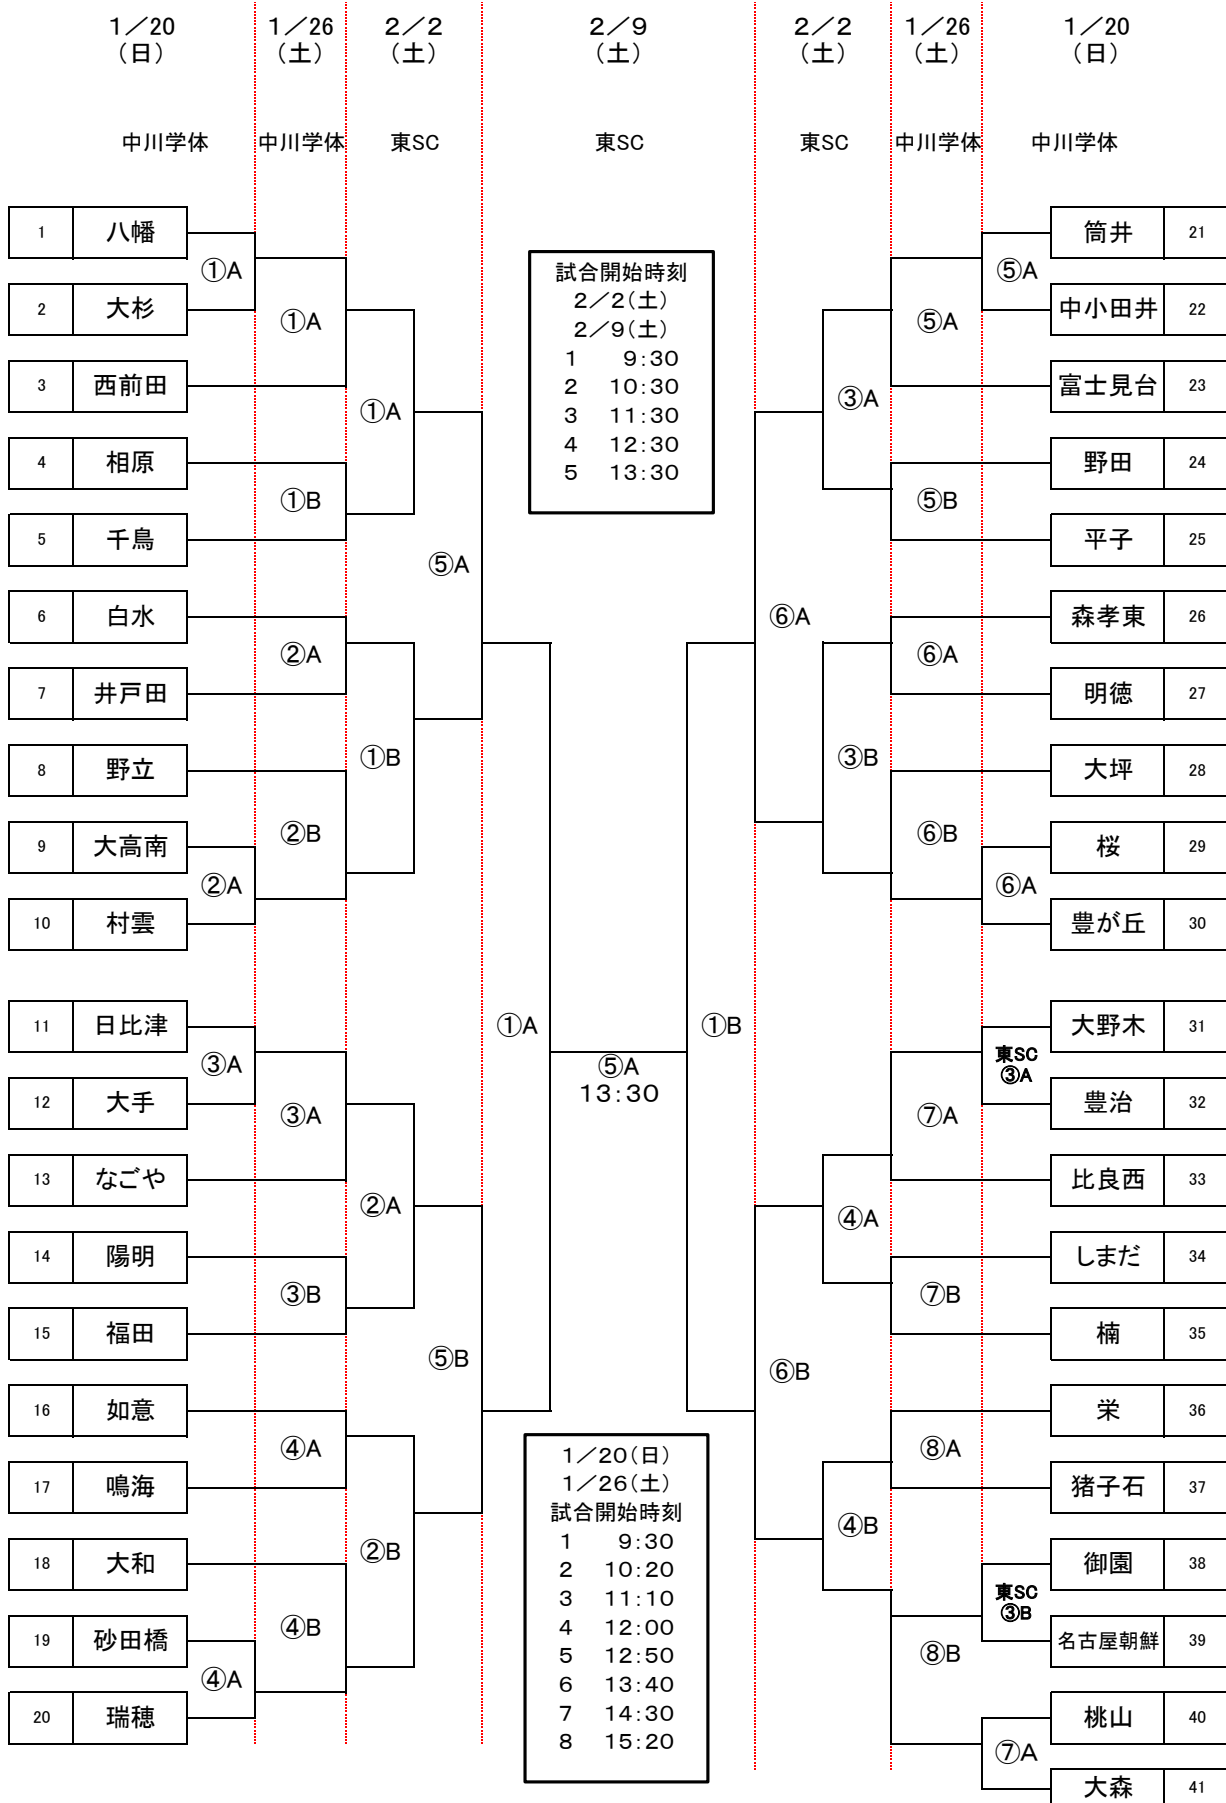 1／20 1／26 2／2 2／9 2／2 1／26 1／20
（日） （土） （土） （土） （土） （土） （日）
中川学体 中川学体 東SC 東SC 東SC 中川学体 中川学体
1 八幡
①A
2 大杉
①A
3 西前田
①A
4 相原
①B
5 千鳥
⑤A
6 白水
②A
7 井戸田
①B
8 野立
②B
9 大高南
②A
10 村雲
11 日比津
③A
12 大手
③A
13 なごや
②A
14 陽明
③B
15 福田
⑤B
16 如意
④A
17 鳴海
②B
18 大和
④B
19 砂田橋
④A
20 瑞穂
試合開始時刻
2／2（土）
2／9（土）
1 9:30
2 10:30
3 11:30
4 12:30
5 13:30
①A
⑤A
13:30
①B
1／20（日）
1／26（土）
試合開始時刻
1 9:30
2 10:20
3 11:10
4 12:00
5 12:50
6 13:40
7 14:30
8 15:20
筒井 21
⑤A
中小田井 22
⑤A
富士見台 23
③A
野田 24
⑤B
平子 25
⑥A
森孝東 26
⑥A
明徳 27
③B
大坪 28
⑥B
桜 29
⑥A
豊が丘 30
大野木 31
東SC
③A
豊治 32
⑦A
比良西 33
④A
しまだ 34
⑦B
楠 35
⑥B
栄 36
⑧A
猪子石 37
④B
御園 38
東SC
③B
名古屋朝鮮 39
⑧B
桃山 40
⑦A
大森 41